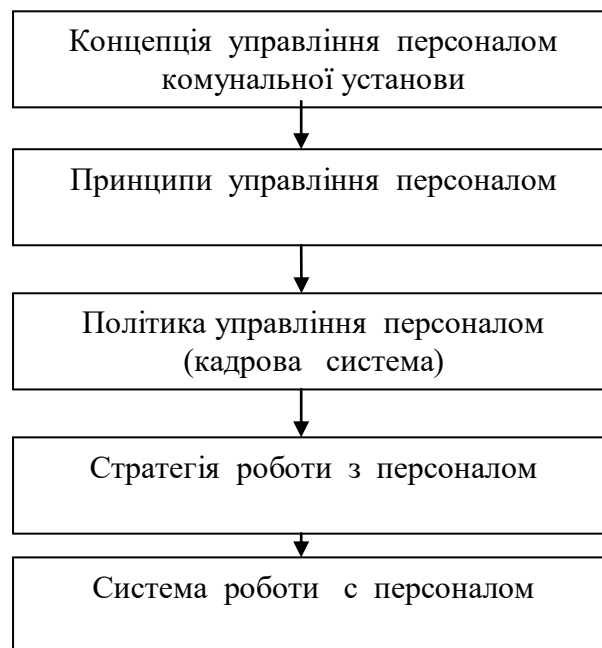 Концепція управління персоналом
комунальної установи
Принципи управління персоналом
Політика управління персоналом
(кадрова система)
Стратегія роботи з персоналом
Система роботи с персоналом